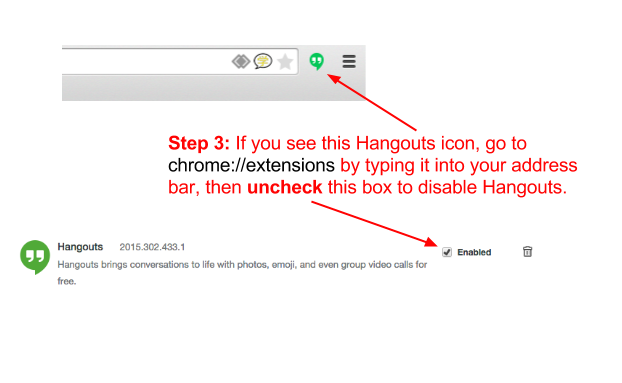 Step 3: If you see this Hangouts icon, go to
chrome://extensions by typing it into your address
bar, then uncheck this box to disable Hangouts.
Hangouts 2015.302.433.1
Enabled
Hangouts brings conversations to life with photos, emoji, and even group video calls for
free.